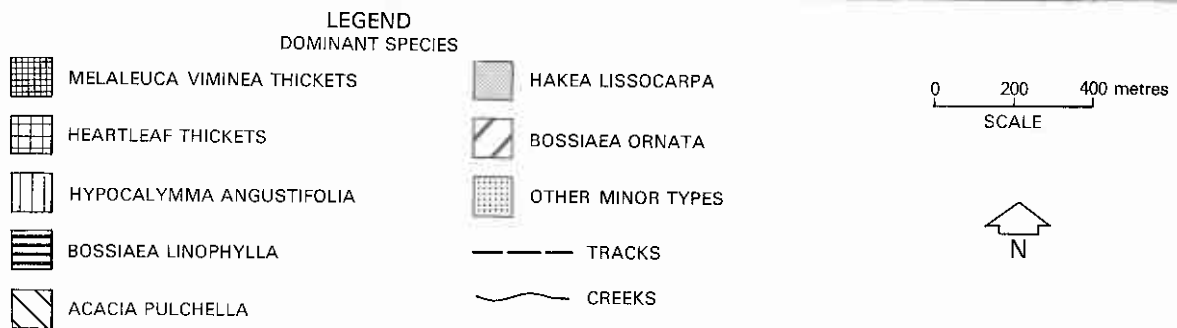 LEGEND
DOMINANT SPECIES
MELALEUCA VIMINEA THICKETS
HEARTLEAF THICKETS
HYPOCALYMMA ANGUSTIFOLIA
BOSSIAEA LINOPHYLLA
ACACIA PULCHELLA
HAKEA LISSOCARPA
BOSSIAEA ORNATA
OTHER MINOR TYPES
TRACKS
CREEKS
0 200 400 metres
SCALE
N